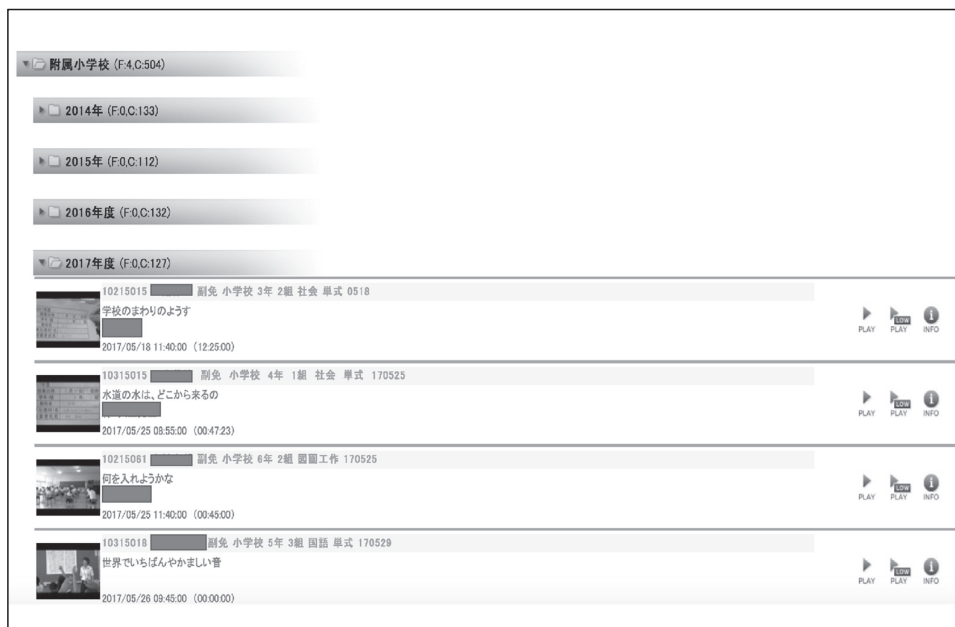 附属小学校 (F:4,C:504)
2014年 (F:0,C:133)
2015年 (F:0,C:112)
2016年度 (F:0,C:132)
2017年度 (F:0,C:127)
10215015 副免 小学校 3年 2組 社会 単式 0518
学校のまわりのようす
2017/05/18 11:40:00 (12:25:00)
PLAY LOW PLAY INFO
10315015 副免 小学校 4年 1組 社会 単式 170525
水道の水は、どこから来るの
2017/05/25 08:55:00 (00:47:23)
PLAY LOW PLAY INFO
10215061 副免 小学校 6年 2組 図画工作 170525
何を入れようかな
2017/05/25 11:40:00 (00:45:00)
PLAY LOW PLAY INFO
10315018 副免 小学校 5年 3組 国語 単式 170529
世界でいちばんやかましい音
2017/05/26 09:45:00 (00:00:00)
PLAY LOW PLAY INFO